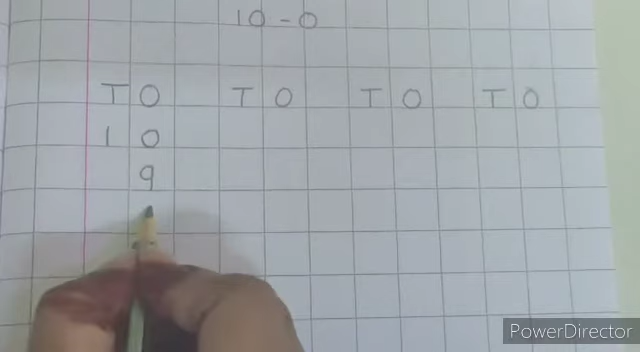 10 - 0
T O T O T O T O
1 0
9
PowerDirector